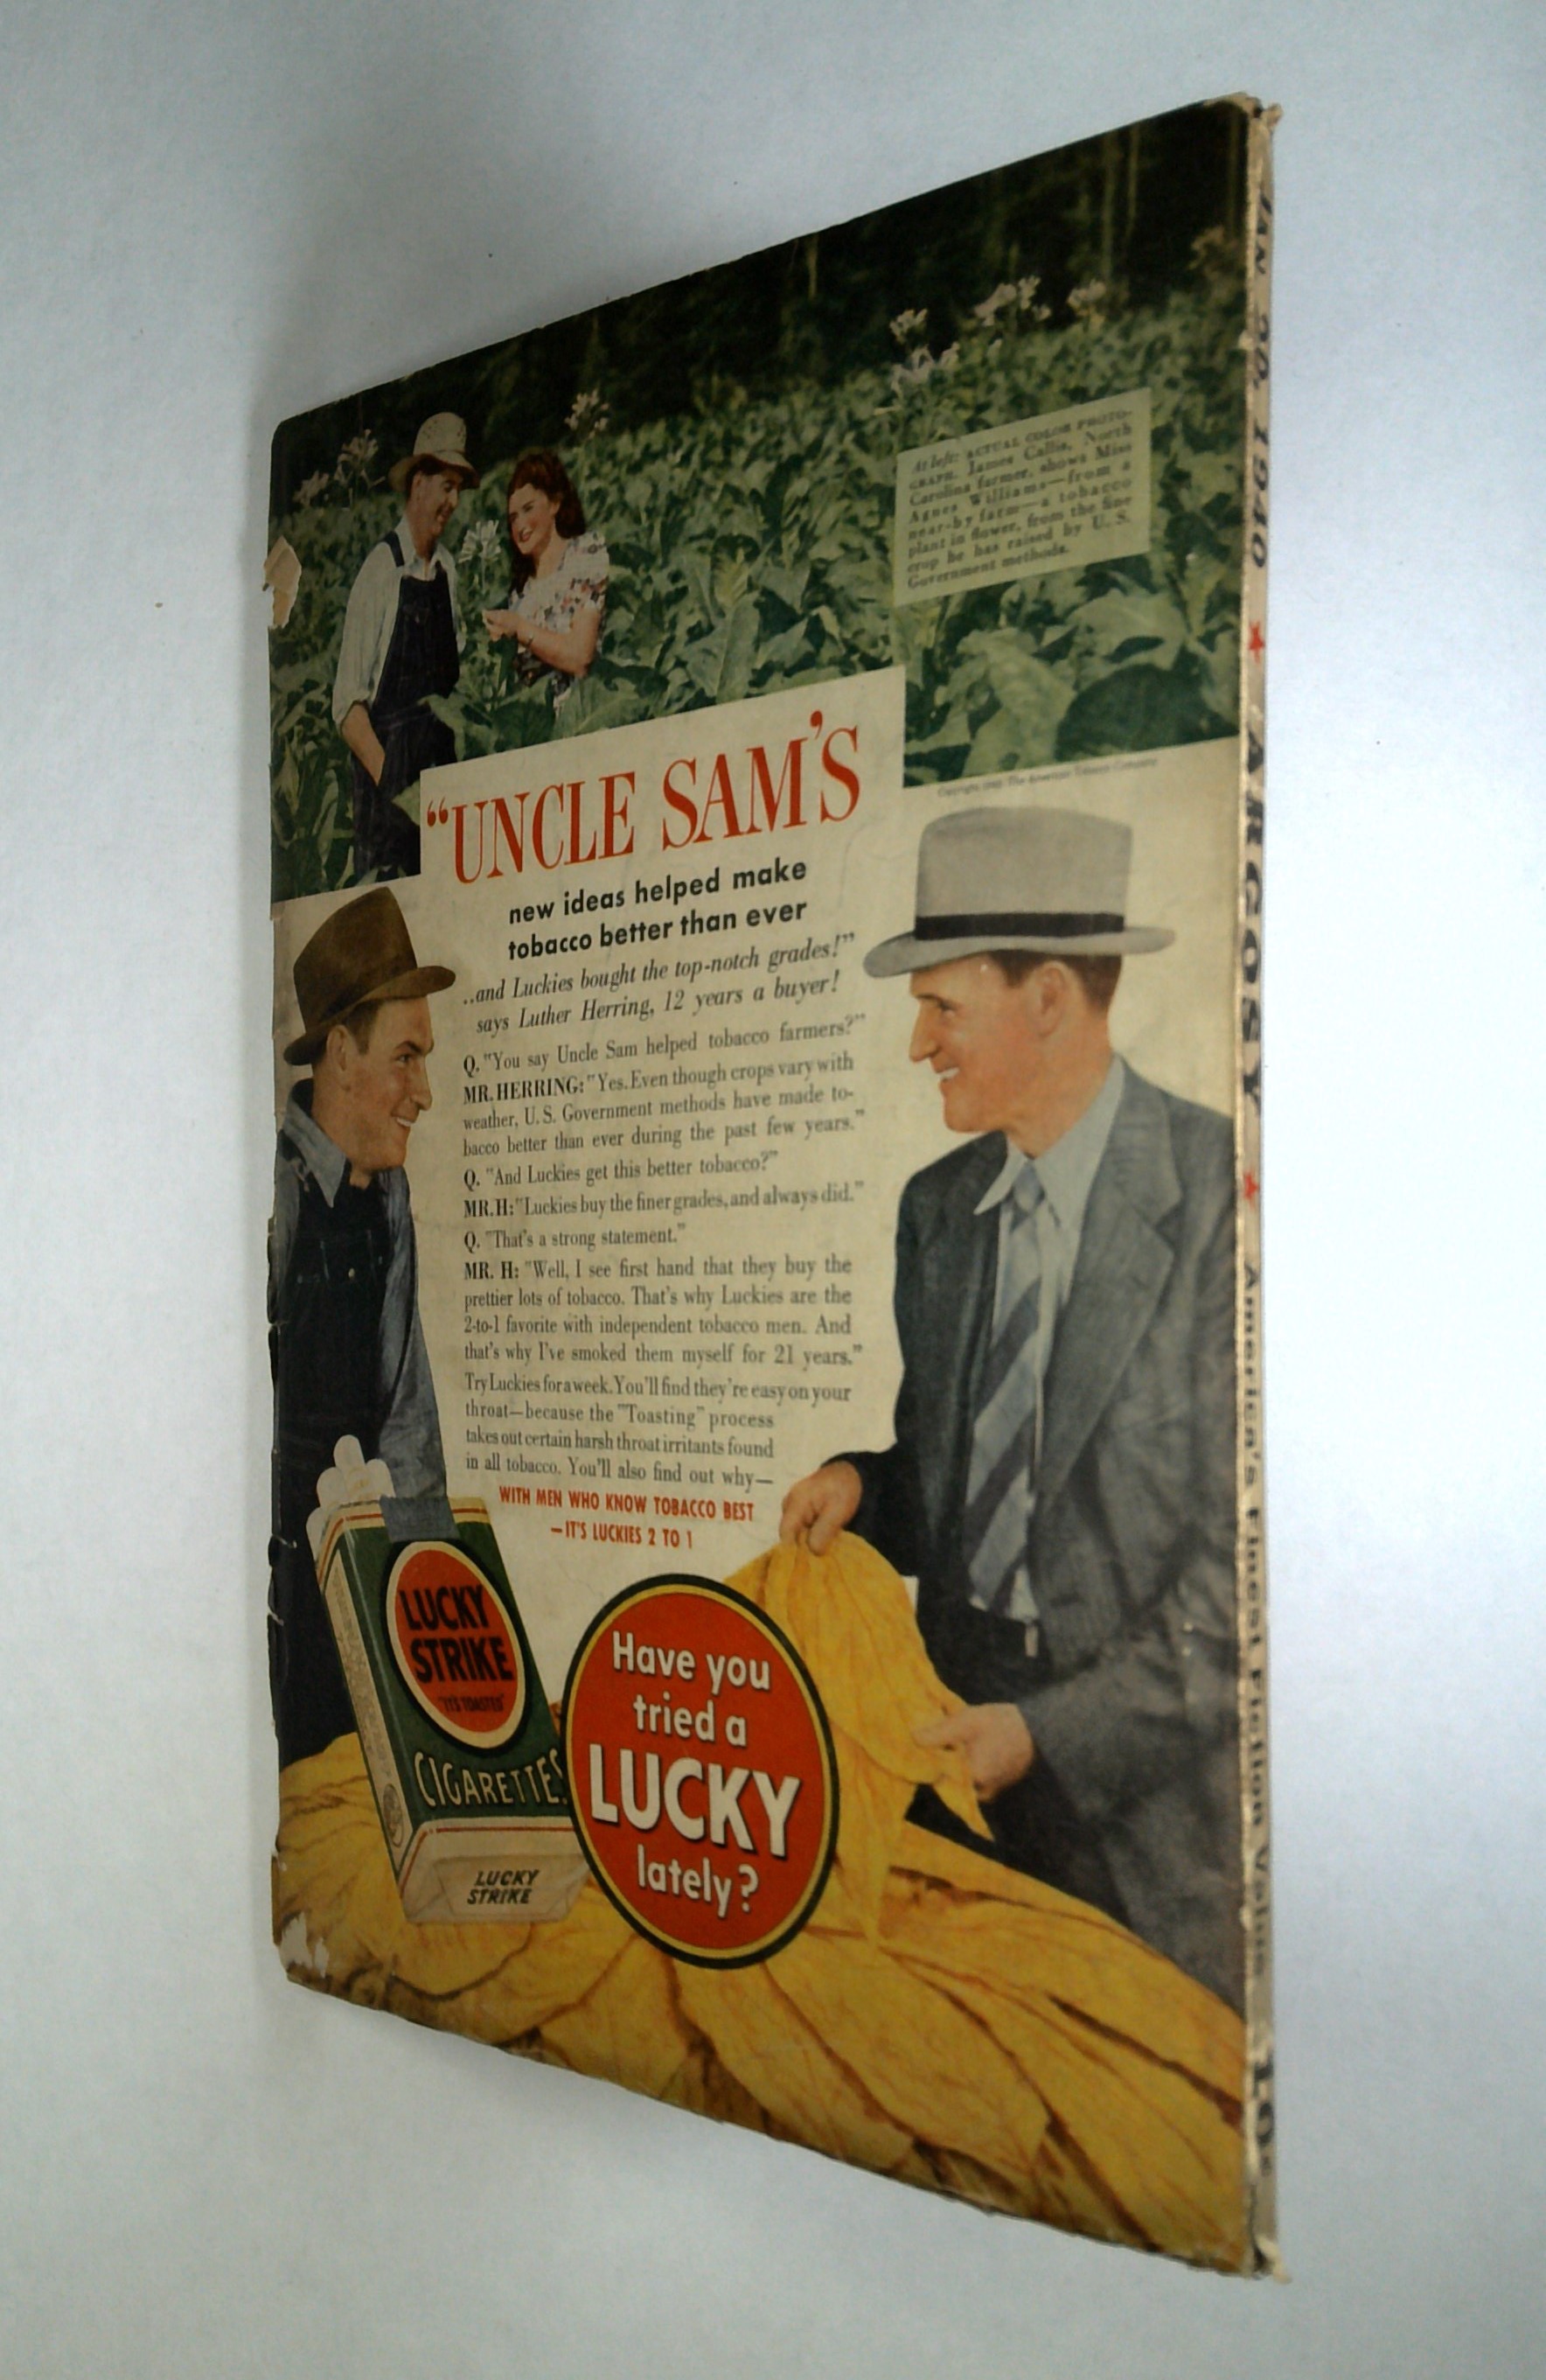 At left: ACTUAL COLOR PHOTO-
GRAPH. James Callis, North
Carolina farmer, shows Miss
Agnes Williams—from a
near-by farm—a tobacco
plant in flower, from the fine
crop he has raised by U. S.
Government methods.
Copyright 1940, The American Tobacco Company
“UNCLE SAM'S
new ideas helped make
tobacco better than ever
..and Luckies bought the top-notch grades!”
says Luther Herring, 12 years a buyer!
Q. "You say Uncle Sam helped tobacco farmers?"
MR. HERRING: "Yes. Even though crops vary with
weather, U. S. Government methods have made to-
bacco better than ever during the past few years."
Q. "And Luckies get this better tobacco?"
MR. H: "Luckies buy the finer grades, and always did."
Q. "That's a strong statement."
MR. H: "Well, I see first hand that they buy the
prettier lots of tobacco. That's why Luckies are the
2-to-1 favorite with independent tobacco men. And
that's why I've smoked them myself for 21 years."
Try Luckies for a week. You'll find they're easy on your
throat—because the "Toasting" process
takes out certain harsh throat irritants found
in all tobacco. You'll also find out why—
WITH MEN WHO KNOW TOBACCO BEST
—IT'S LUCKIES 2 TO 1
LUCKY
STRIKE
"IT'S TOASTED"
CIGARETTES
LUCKY
STRIKE
Have you
tried a
LUCKY
lately?
JAN. 20, 1940 ★ ARGOSY ★ America's Finest Fiction Value 10¢